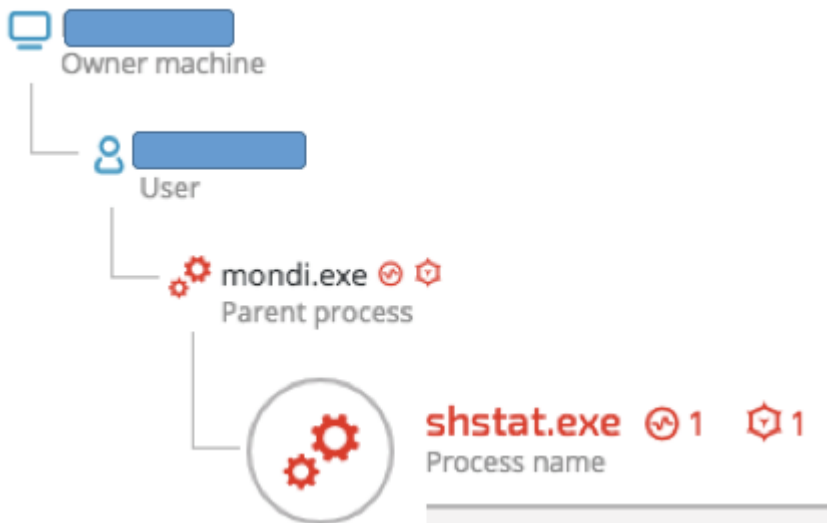 Owner machine
User
mondi.exe
Parent process
shstat.exe 1 1
Process name